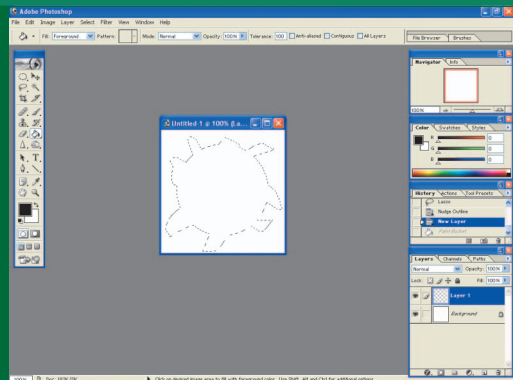 Adobe Photoshop
File Edit Image Layer Select Filter View Window Help
Fill: Foreground Pattern: Mode: Normal Opacity: 100% Tolerance: 100 Anti-aliased Contiguous All Layers
File Browser Brushes
Navigator Info
100%
Untitled-1 @ 100% (La...
Color Swatches Styles
R 0
G 0
B 0
History Actions Tool Presets
Lasso
Nudge Outline
New Layer
Paint Bucket
Layers Channels Paths
Normal Opacity: 100%
Lock: Fill: 100%
Layer 1
Background
100% Doc: 180K/0K Click on desired image area to fill with foreground color. Use Shift, Alt and Ctrl for additional options.